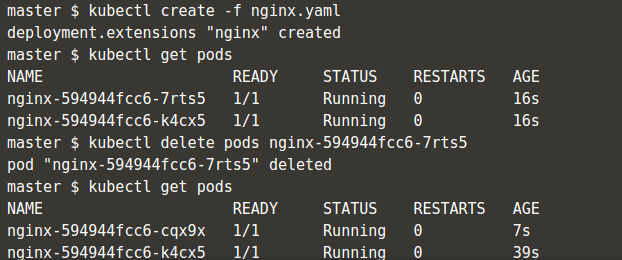 master $ kubectl create -f nginx.yaml
deployment.extensions "nginx" created
master $ kubectl get pods
NAME                     READY     STATUS    RESTARTS   AGE
nginx-594944fcc6-7rts5   1/1       Running   0          16s
nginx-594944fcc6-k4cx5   1/1       Running   0          16s
master $ kubectl delete pods nginx-594944fcc6-7rts5
pod "nginx-594944fcc6-7rts5" deleted
master $ kubectl get pods
NAME                     READY     STATUS    RESTARTS   AGE
nginx-594944fcc6-cqx9x   1/1       Running   0          7s
nginx-594944fcc6-k4cx5   1/1       Running   0          39s